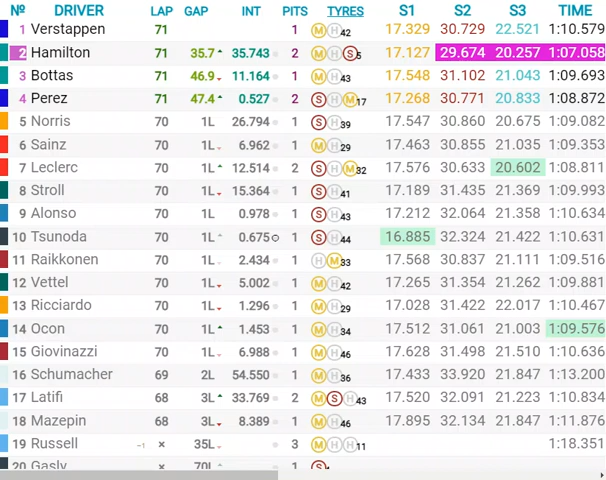 Nº DRIVER LAP GAP INT PITS TYRES S1 S2 S3 TIME
1 Verstappen 71 1 M H 42 17.329 30.729 22.521 1:10.579
2 Hamilton 71 35.7 35.743 2 M H S 5 17.127 29.674 20.257 1:07.058
3 Bottas 71 46.9 11.164 1 M H 43 17.548 31.102 21.043 1:09.693
4 Perez 71 47.4 0.527 2 S H M 17 17.268 30.771 20.833 1:08.872
5 Norris 70 1L 26.794 1 S H 39 17.547 30.860 20.675 1:09.082
6 Sainz 70 1L 6.962 1 M H 29 17.463 30.855 21.035 1:09.353
7 Leclerc 70 1L 12.514 2 S H M 32 17.576 30.633 20.602 1:08.811
8 Stroll 70 1L 15.364 1 S H 41 17.189 31.435 21.369 1:09.993
9 Alonso 70 1L 0.978 1 S H 43 17.212 32.064 21.358 1:10.634
10 Tsunoda 70 1L 0.675 1 S H 44 16.885 32.324 21.422 1:10.631
11 Raikkonen 70 1L 2.434 1 H M 33 17.568 30.837 21.111 1:09.516
12 Vettel 70 1L 5.002 1 M H 42 17.265 31.354 21.262 1:09.881
13 Ricciardo 70 1L 1.296 1 M H 29 17.028 31.422 22.017 1:10.467
14 Ocon 70 1L 1.453 1 M H 34 17.512 31.061 21.003 1:09.576
15 Giovinazzi 70 1L 6.988 1 M H 46 17.628 31.498 21.510 1:10.636
16 Schumacher 69 2L 54.550 1 M H 36 17.433 33.920 21.847 1:13.200
17 Latifi 68 3L 33.769 2 M S H 43 17.520 32.091 21.223 1:10.834
18 Mazepin 68 3L 8.389 1 M H 46 17.895 32.134 21.847 1:11.876
19 Russell −1 × 35L 3 M H H 11 1:18.351
20 Gasly × 70L 1 S